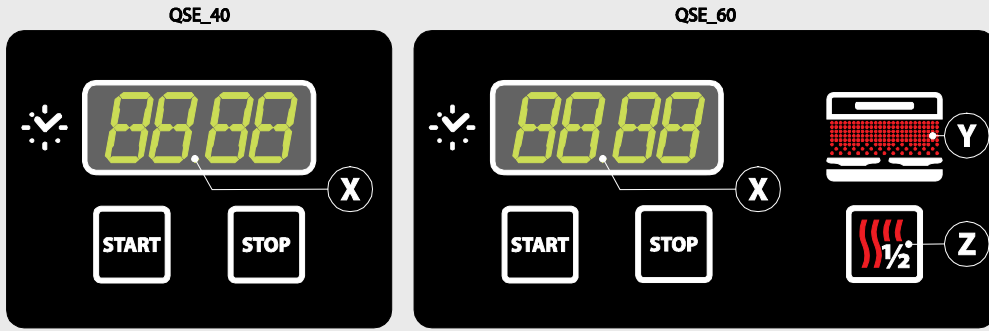 QSE_40
QSE_60
88 88
88 88
X
X
Y
START
STOP
START
STOP
½
Z